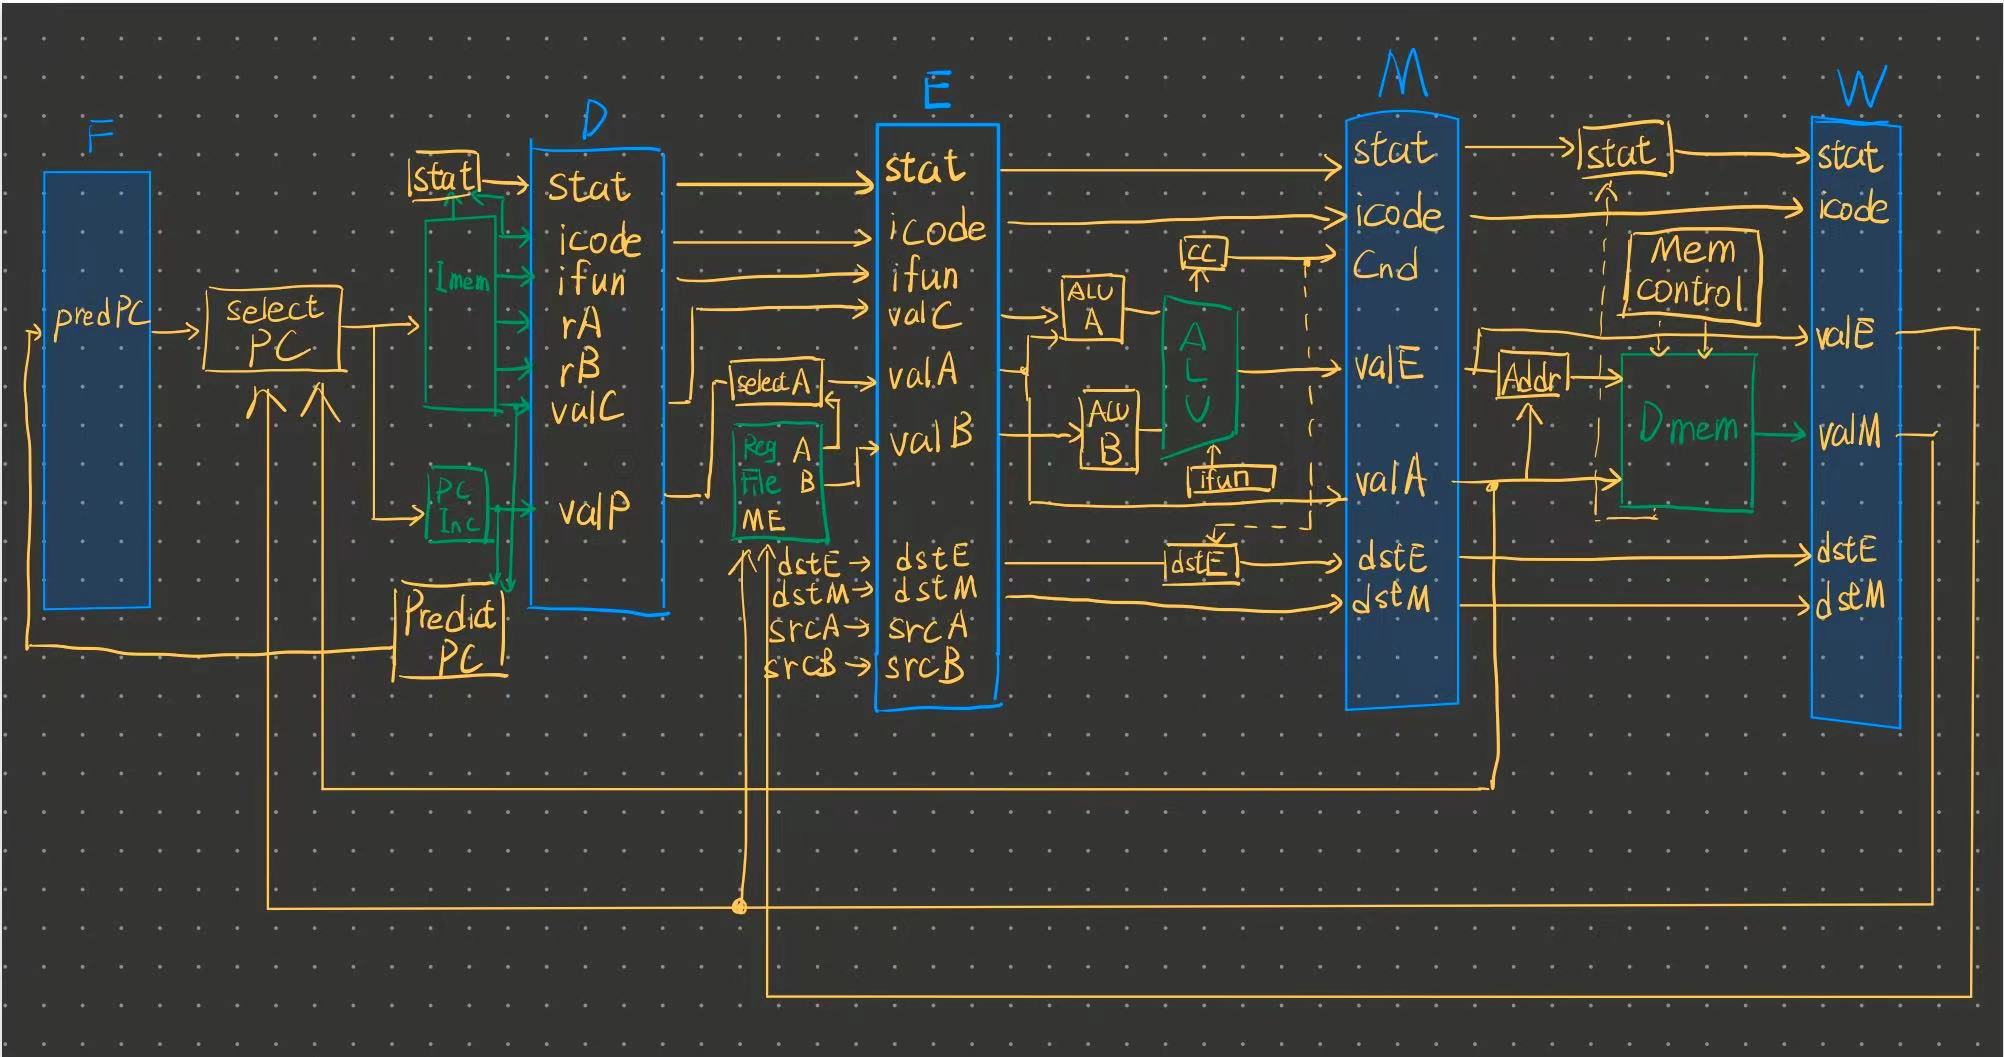 F
predPC
select
PC
stat
Imem
PC
Inc
Predict
PC
D
stat
icode
ifun
rA
rB
valC
valP
select A
Reg A
File B
ME
dstE
dstM
srcA
srcB
E
stat
icode
ifun
valC
valA
valB
dstE
dstM
srcA
srcB
ALU
A
ALU
B
cc
A
L
U
ifun
dstE
M
stat
icode
Cnd
valE
valA
dstE
dstM
stat
Mem
control
Addr
Dmem
W
stat
icode
valE
valM
dstE
dstM